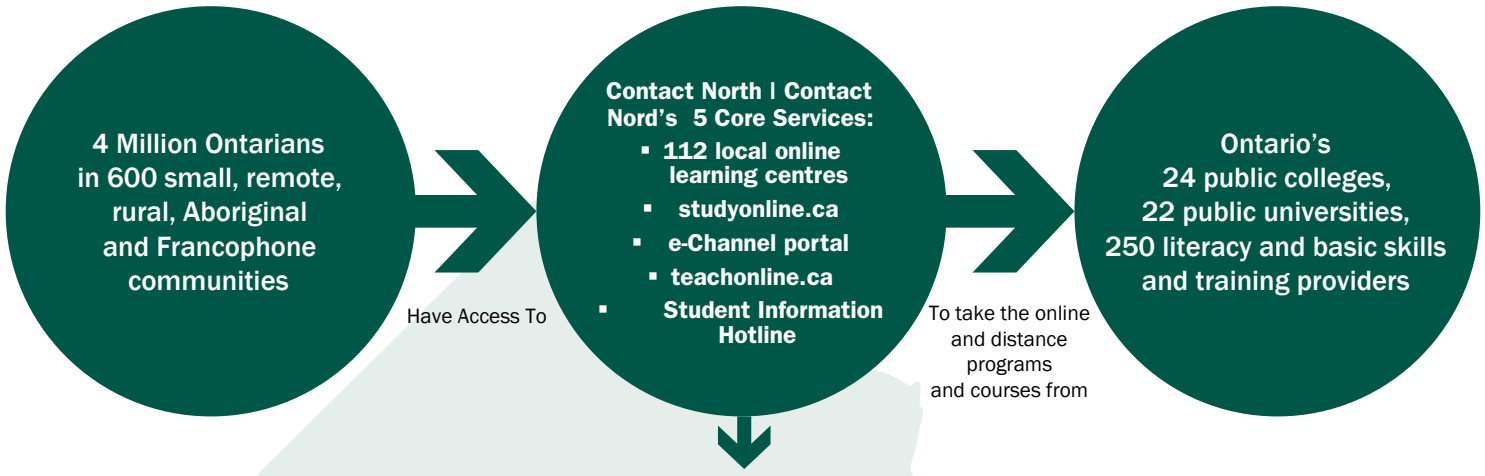 4 Million Ontarians
in 600 small, remote,
rural, Aboriginal
and Francophone
communities
Have Access To
Contact North | Contact
Nord's 5 Core Services:
▪ 112 local online
learning centres
▪ studyonline.ca
▪ e-Channel portal
▪ teachonline.ca
▪ Student Information
Hotline
To take the online
and distance
programs
and courses from
Ontario's
24 public colleges,
22 public universities,
250 literacy and basic skills
and training providers